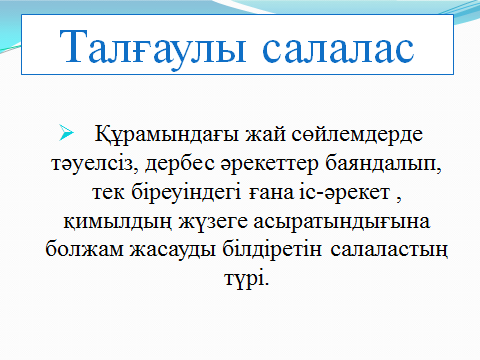 Талғаулы салалас
Құрамындағы жай сөйлемдерде
тәуелсіз, дербес әрекеттер баяндалып,
тек біреуіндегі ғана іс-әрекет ,
қимылдың жүзеге асыратындығына
болжам жасауды білдіретін салаластың
түрі.